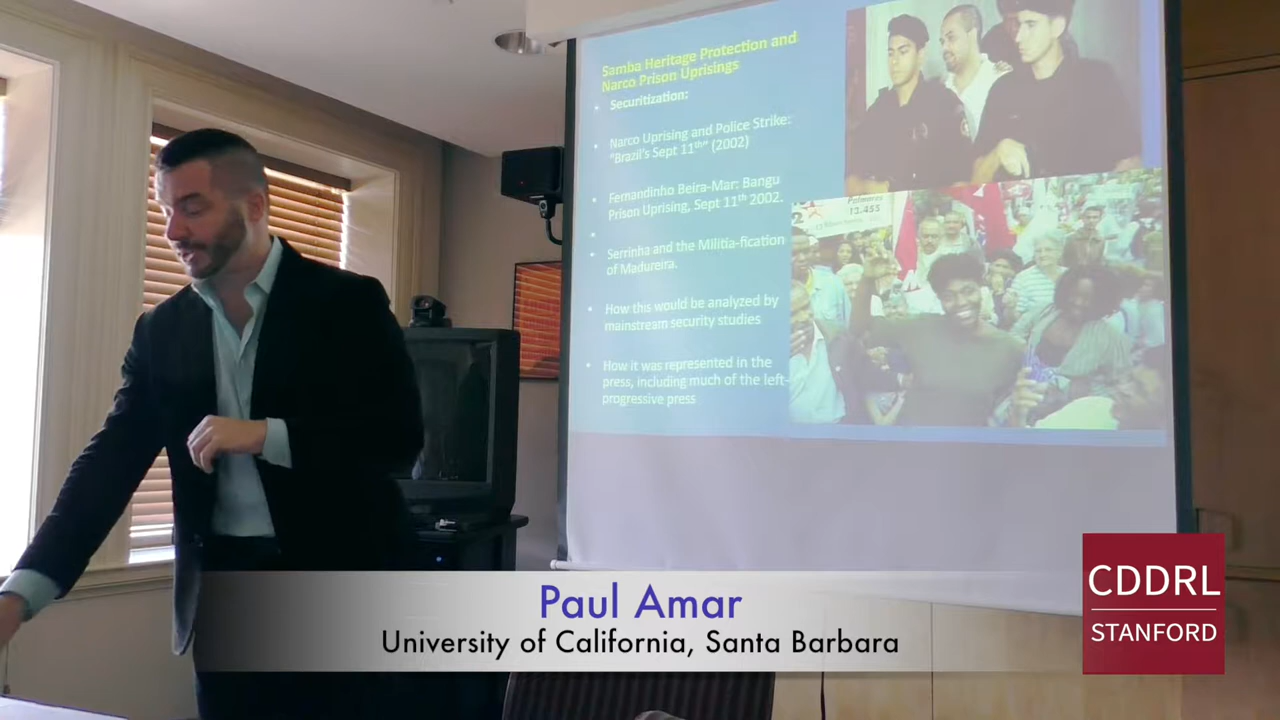 Samba Heritage Protection and
Narco Prison Uprisings
Securitization:
Narco Uprising and Police Strike:
"Brazil's Sept 11th" (2002)
Fernandinho Beira-Mar: Bangu
Prison Uprising, Sept 11th 2002.
Serrinha and the Militia-fication
of Madureira.
How this would be analyzed by
mainstream security studies
How it was represented in the
press, including much of the left-
progressive press
Palmares
13.455
Paul Amar
University of California, Santa Barbara
CDDRL
STANFORD